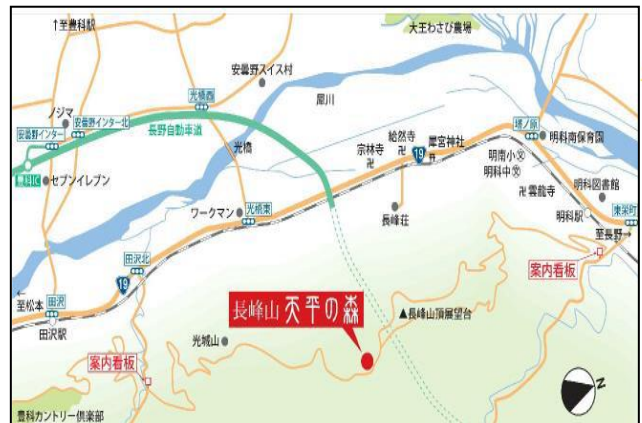 ↑至豊科駅
大王わさび農場
安曇野スイス村
光橋西
ノジマ
安曇野インター北
安曇野インター
長野自動車道
光橋
犀川
豊科IC
セブンイレブン
宗林寺
給然寺
犀宮神社
19
塔ノ原
明科南保育園
明南小
明科中
雲龍寺
明科図書館
明科駅
東栄町
至長野→
ワークマン
光橋東
長峰荘
案内看板
田沢北
19
←至松本
田沢
田沢駅
長峰山 天平の森
▲長峰山頂展望台
光城山
案内看板
豊科カントリー倶楽部
N